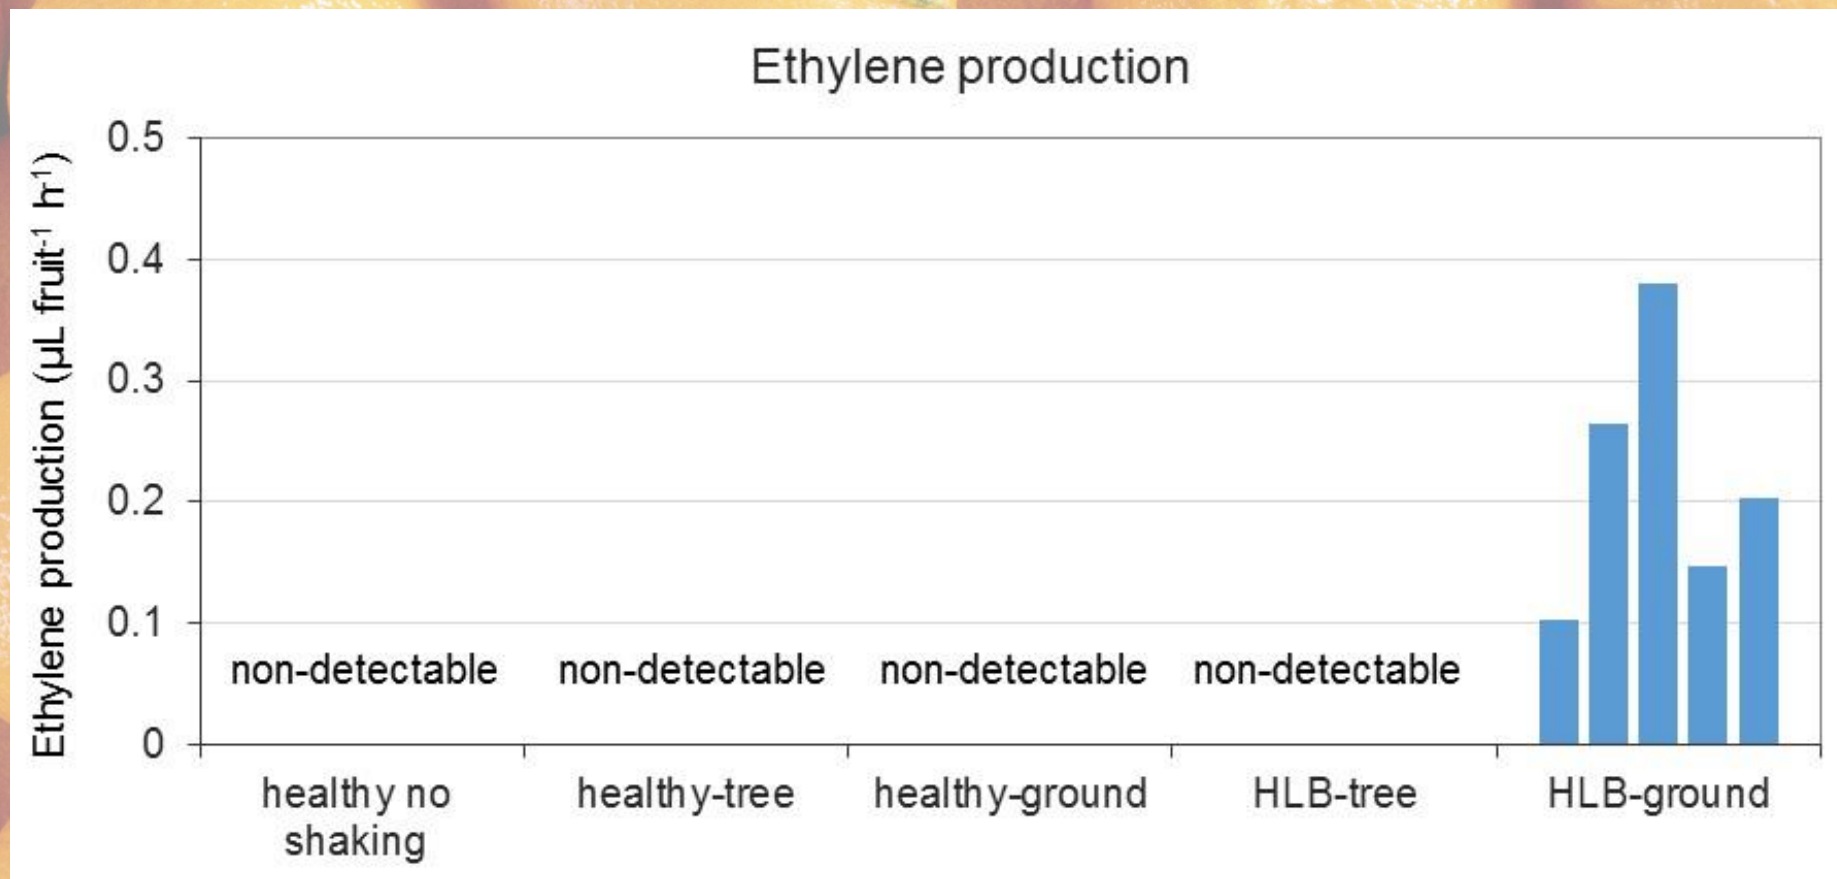 Ethylene production
Ethylene production (µL fruit⁻¹ h⁻¹)
0.5
0.4
0.3
0.2
0.1
0
non-detectable non-detectable non-detectable non-detectable
healthy no healthy-tree healthy-ground HLB-tree HLB-ground
shaking